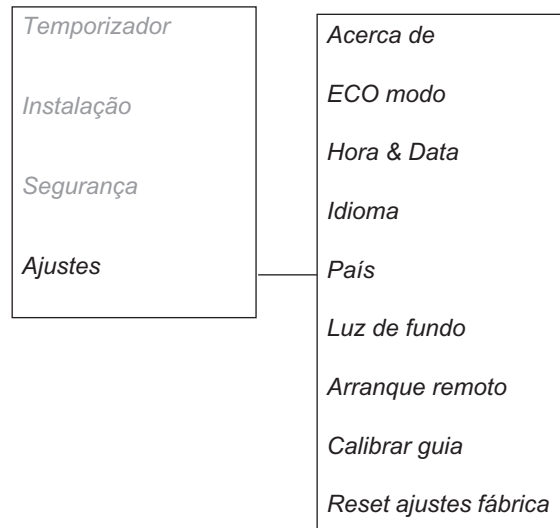 Temporizador
Instalação
Segurança
Ajustes
Acerca de
ECO modo
Hora & Data
Idioma
País
Luz de fundo
Arranque remoto
Calibrar guia
Reset ajustes fábrica